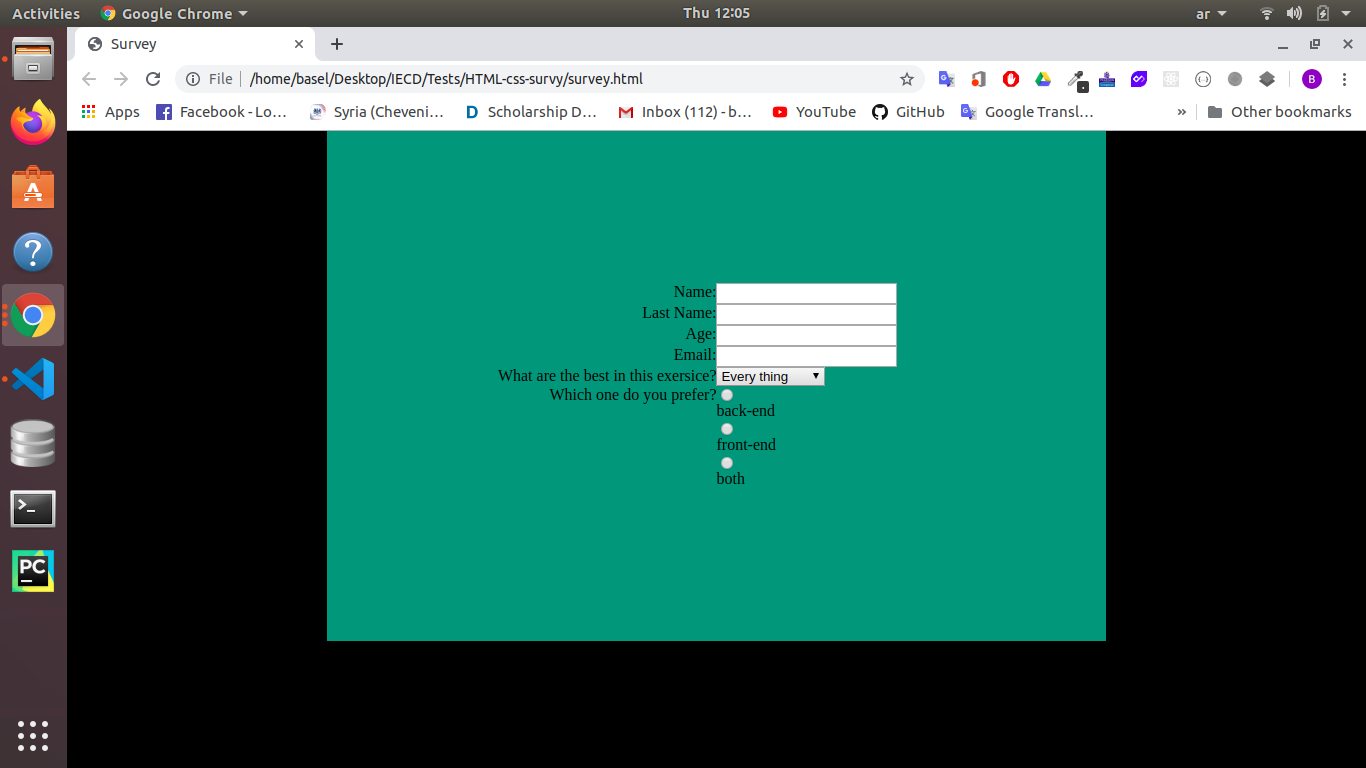 Activities Google Chrome Thu 12:05 ar
Survey
File /home/basel/Desktop/IECD/Tests/HTML-css-survy/survey.html B
Apps Facebook - Lo… Syria (Cheveni… D Scholarship D… Inbox (112) - b… YouTube GitHub Google Transl… » Other bookmarks
Name:
Last Name:
Age:
Email:
What are the best in this exersice? Every thing
Which one do you prefer?
back-end
front-end
both
PC